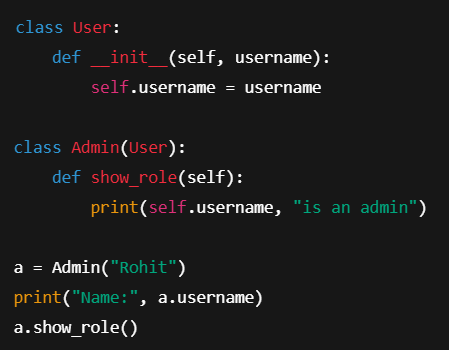 class User:
    def __init__(self, username):
        self.username = username

class Admin(User):
    def show_role(self):
        print(self.username, "is an admin")

a = Admin("Rohit")
print("Name:", a.username)
a.show_role()